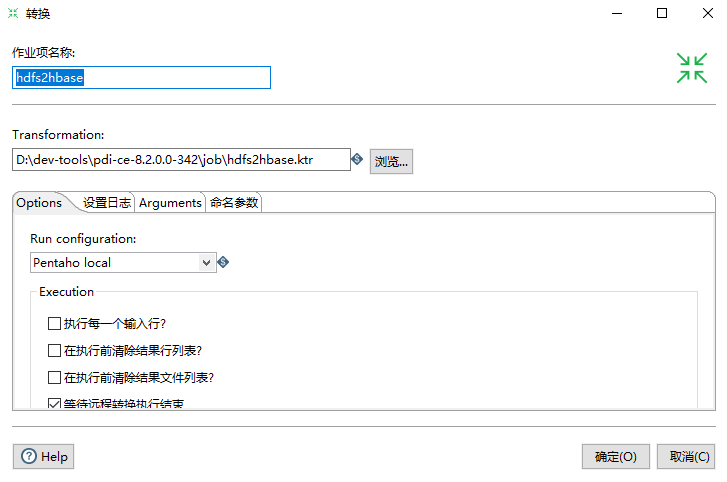 转换
作业项名称:
hdfs2hbase
Transformation:
D:\dev-tools\pdi-ce-8.2.0.0-342\job\hdfs2hbase.ktr
浏览...
Options 设置日志 Arguments 命名参数
Run configuration:
Pentaho local
Execution
执行每一个输入行?
在执行前清除结果行列表?
在执行前清除结果文件列表?
等待远程转换执行结束
Help 确定(O) 取消(C)